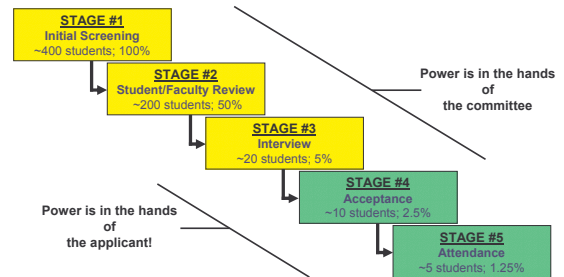 STAGE #1
Initial Screening
~400 students; 100%
STAGE #2
Student/Faculty Review
~200 students; 50%
Power is in the hands
of
the committee
STAGE #3
Interview
~20 students; 5%
STAGE #4
Acceptance
~10 students; 2.5%
Power is in the hands
of
the applicant!
STAGE #5
Attendance
~5 students; 1.25%